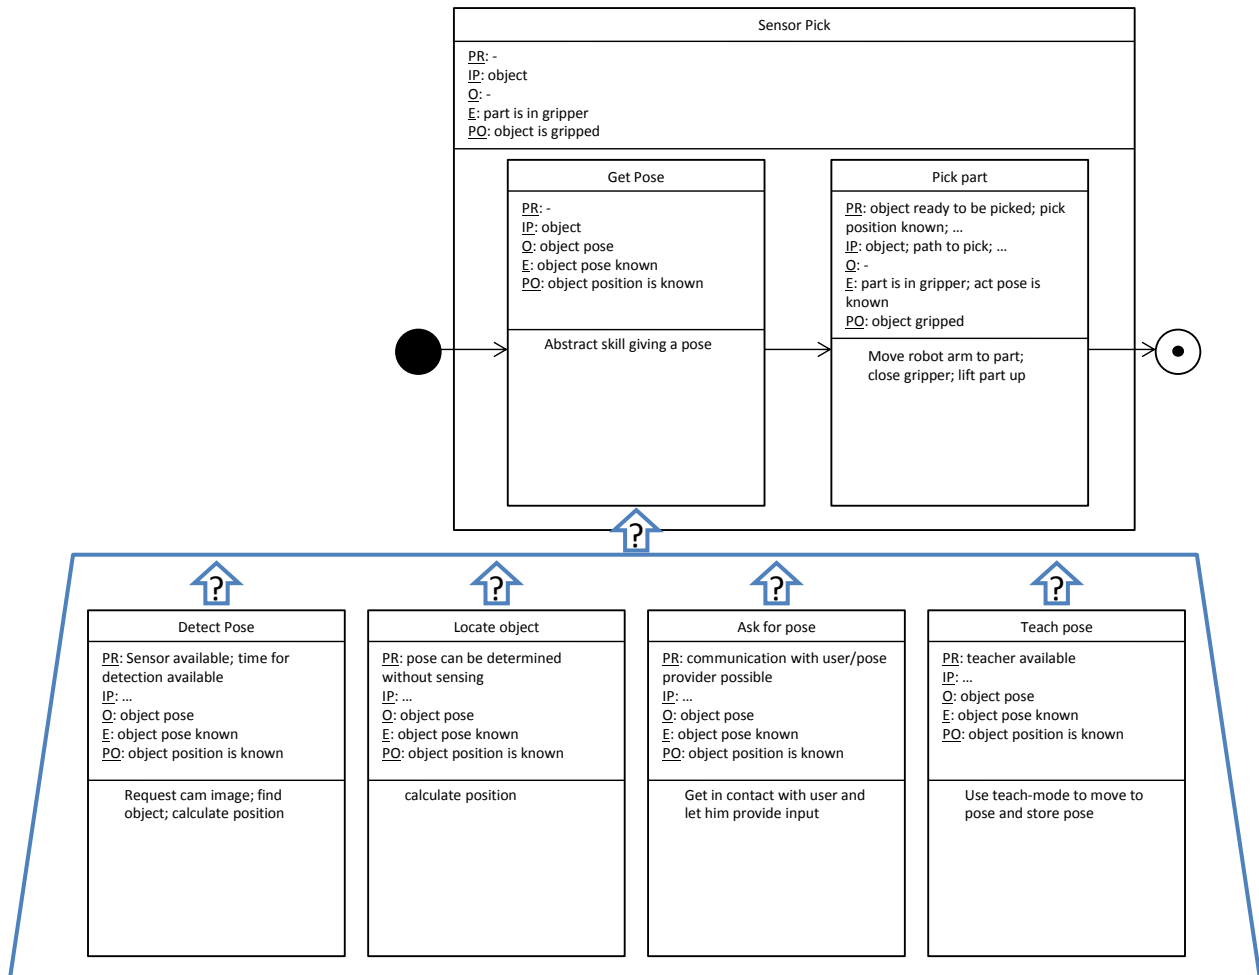 Sensor Pick
PR: -
IP: object
O: -
E: part is in gripper
PO: object is gripped
Get Pose
PR: -
IP: object
O: object pose
E: object pose known
PO: object position is known
Abstract skill giving a pose
Pick part
PR: object ready to be picked; pick
position known; …
IP: object; path to pick; …
O: -
E: part is in gripper; act pose is
known
PO: object gripped
Move robot arm to part;
close gripper; lift part up
?
?
?
?
?
Detect Pose
PR: Sensor available; time for
detection available
IP: …
O: object pose
E: object pose known
PO: object position is known
Request cam image; find
object; calculate position
Locate object
PR: pose can be determined
without sensing
IP: …
O: object pose
E: object pose known
PO: object position is known
calculate position
Ask for pose
PR: communication with user/pose
provider possible
IP: …
O: object pose
E: object pose known
PO: object position is known
Get in contact with user and
let him provide input
Teach pose
PR: teacher available
IP: …
O: object pose
E: object pose known
PO: object position is known
Use teach-mode to move to
pose and store pose